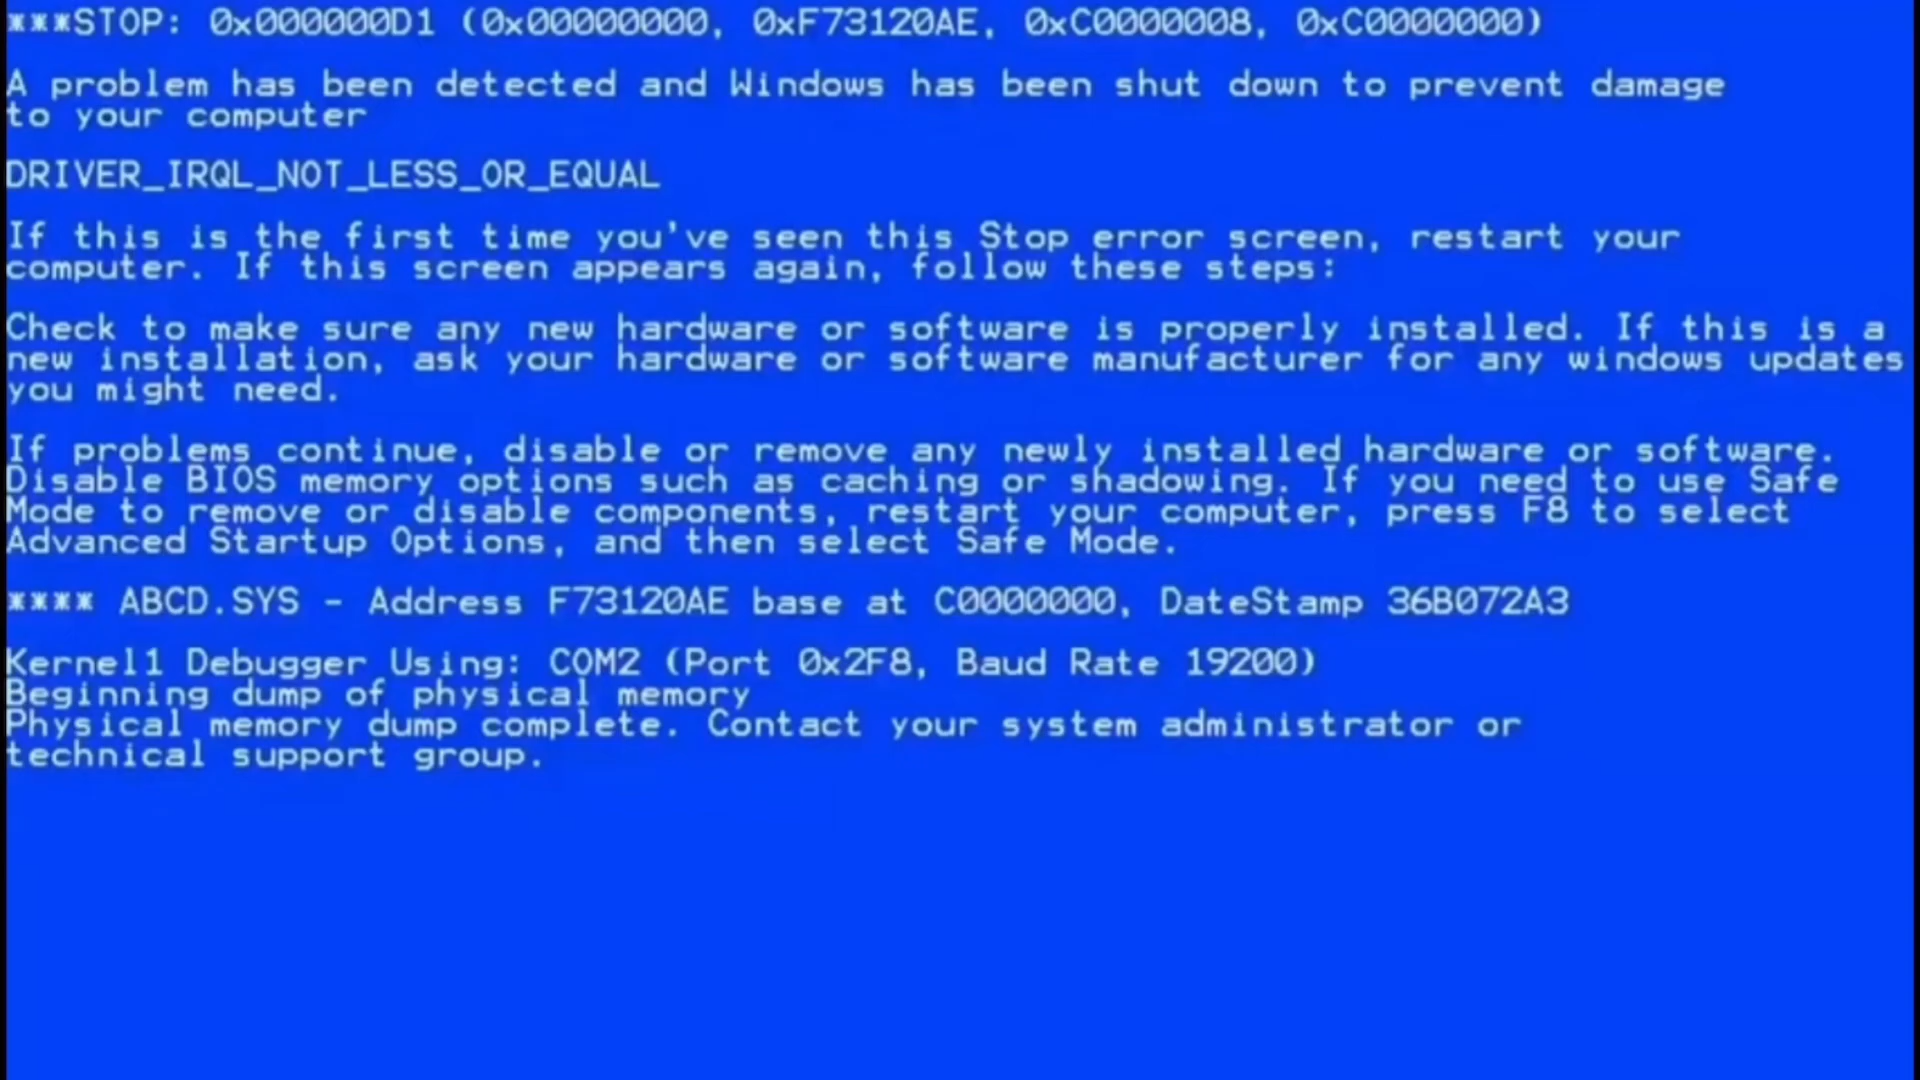 ***STOP: 0x000000D1 (0x00000000, 0xF73120AE, 0xC0000008, 0xC0000000)
A problem has been detected and Windows has been shut down to prevent damage
to your computer
DRIVER_IRQL_NOT_LESS_OR_EQUAL
If this is the first time you've seen this Stop error screen, restart your
computer. If this screen appears again, follow these steps:
Check to make sure any new hardware or software is properly installed. If this is a
new installation, ask your hardware or software manufacturer for any windows updates
you might need.
If problems continue, disable or remove any newly installed hardware or software.
Disable BIOS memory options such as caching or shadowing. If you need to use Safe
Mode to remove or disable components, restart your computer, press F8 to select
Advanced Startup Options, and then select Safe Mode.
**** ABCD.SYS - Address F73120AE base at C0000000, DateStamp 36B072A3
Kernel1 Debugger Using: COM2 (Port 0x2F8, Baud Rate 19200)
Beginning dump of physical memory
Physical memory dump complete. Contact your system administrator or
technical support group.